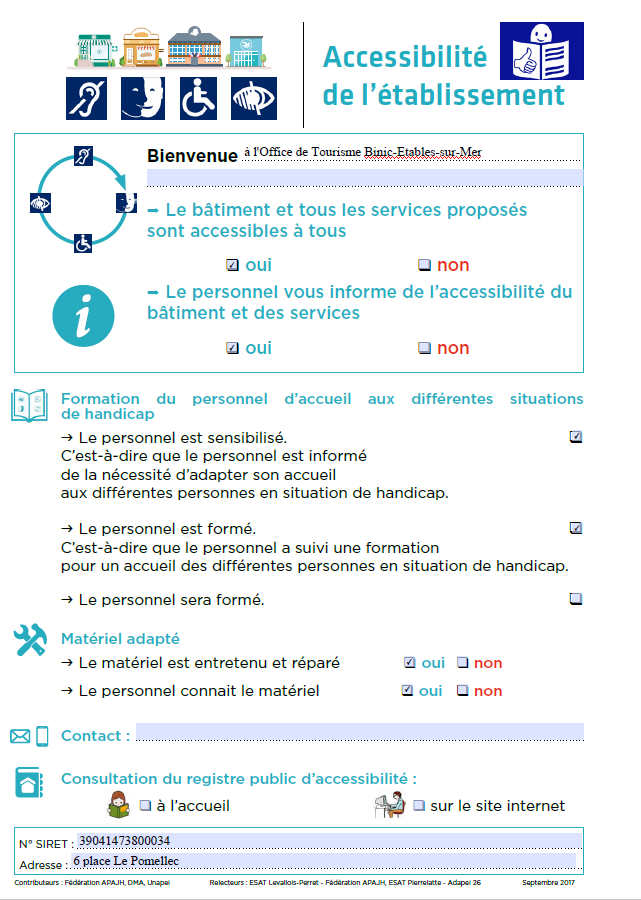 Accessibilité
de l'établissement
Bienvenue à l'Office de Tourisme Binic-Etables-sur-Mer
➞ Le bâtiment et tous les services proposés
sont accessibles à tous
oui non
➞ Le personnel vous informe de l'accessibilité du
bâtiment et des services
oui non
Formation du personnel d'accueil aux différentes situations
de handicap
→ Le personnel est sensibilisé.
C'est-à-dire que le personnel est informé
de la nécessité d'adapter son accueil
aux différentes personnes en situation de handicap.
→ Le personnel est formé.
C'est-à-dire que le personnel a suivi une formation
pour un accueil des différentes personnes en situation de handicap.
→ Le personnel sera formé.
Matériel adapté
→ Le matériel est entretenu et réparé oui non
→ Le personnel connait le matériel oui non
Contact :
Consultation du registre public d'accessibilité :
à l'accueil sur le site internet
N° SIRET : 39041473800034
Adresse : 6 place Le Pomellec
Contributeurs : Fédération APAJH, DMA, Unapei Relecteurs : ESAT Levallois-Perret - Fédération APAJH, ESAT Pierrelatte - Adapei 26 Septembre 2017